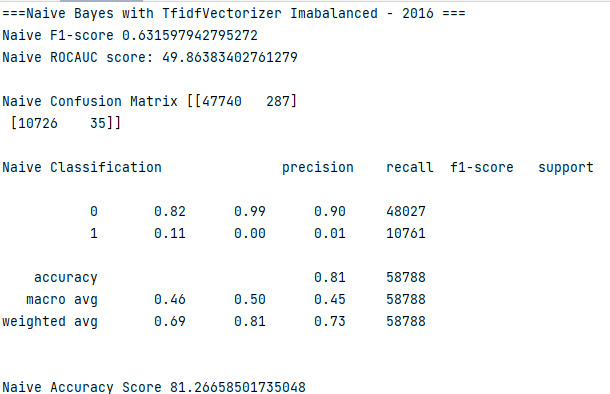 ===Naive Bayes with TfidfVectorizer Imabalanced - 2016 ===
Naive F1-score 0.631597942795272
Naive ROCAUC score: 49.86383402761279
Naive Confusion Matrix [[47740   287]
 [10726    35]]
Naive Classification               precision    recall  f1-score   support
           0       0.82      0.99      0.90     48027
           1       0.11      0.00      0.01     10761
    accuracy                           0.81     58788
   macro avg       0.46      0.50      0.45     58788
weighted avg       0.69      0.81      0.73     58788
Naive Accuracy Score 81.26658501735048